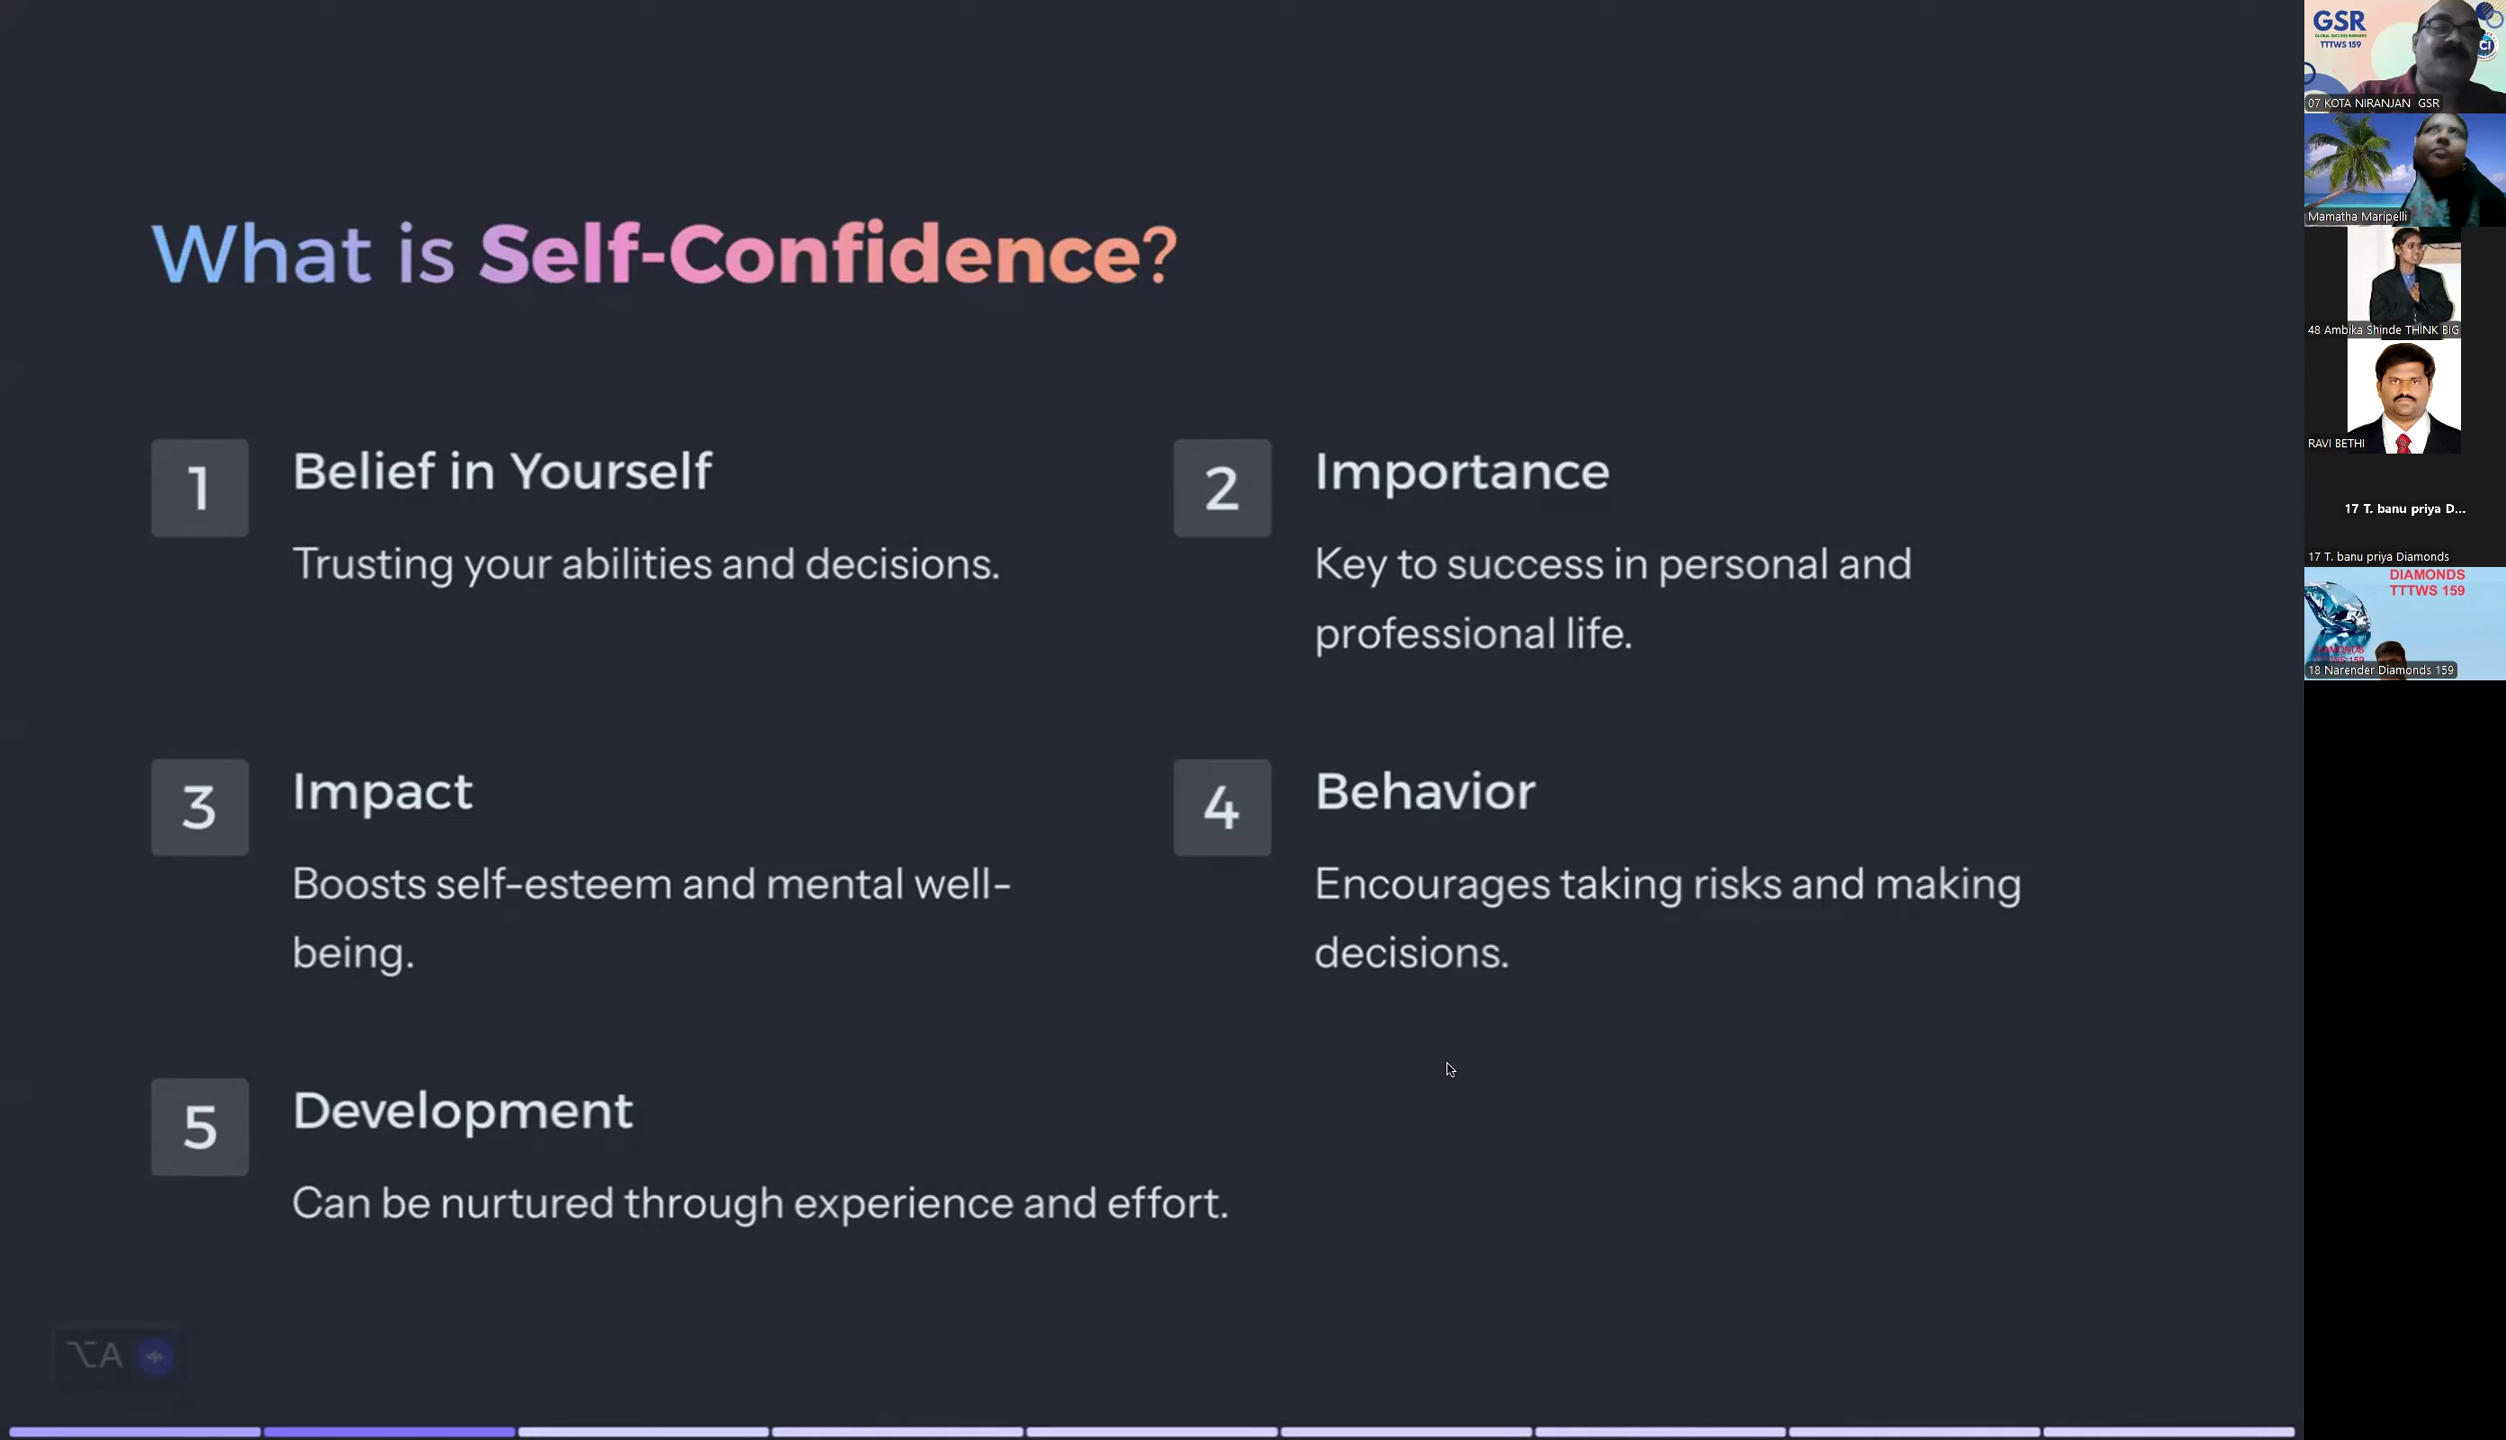 What is Self-Confidence?
1
Belief in Yourself
Trusting your abilities and decisions.
2
Importance
Key to success in personal and
professional life.
3
Impact
Boosts self-esteem and mental well-
being.
4
Behavior
Encourages taking risks and making
decisions.
5
Development
Can be nurtured through experience and effort.
⌥A
GSR
GLOBAL SUCCESS RANGERS
TTTWS 159
CI
07 KOTA NIRANJAN GSR
Mamatha Maripelli
48 Ambika Shinde THINK BIG
RAVI BETHI
17 T. banu priya D...
17 T. banu priya Diamonds
DIAMONDS
TTTWS 159
18 Narender Diamonds 159